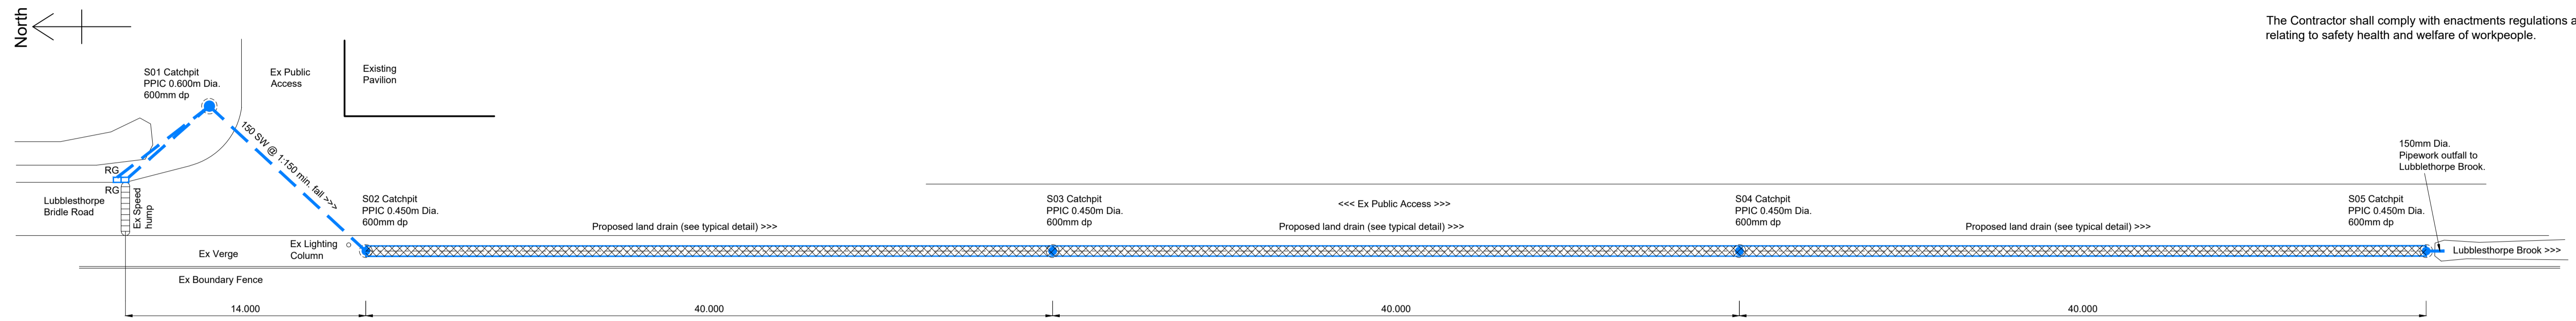 North
The Contractor shall comply with enactments regulations a
relating to safety health and welfare of workpeople.
S01 Catchpit
PPIC 0.600m Dia.
600mm dp
Ex Public
Access
Existing
Pavilion
150 SW @ 1:150 min. fall >>>
RG
RG
Lubblesthorpe
Bridle Road
Ex Speed
hump
S02 Catchpit
PPIC 0.450m Dia.
600mm dp
Proposed land drain (see typical detail) >>>
S03 Catchpit
PPIC 0.450m Dia.
600mm dp
<<< Ex Public Access >>>
Proposed land drain (see typical detail) >>>
S04 Catchpit
PPIC 0.450m Dia.
600mm dp
Proposed land drain (see typical detail) >>>
S05 Catchpit
PPIC 0.450m Dia.
600mm dp
150mm Dia.
Pipework outfall to
Lubblethorpe Brook.
Ex Lighting
Column
Ex Verge
Lubblesthorpe Brook >>>
Ex Boundary Fence
14.000
40.000
40.000
40.000